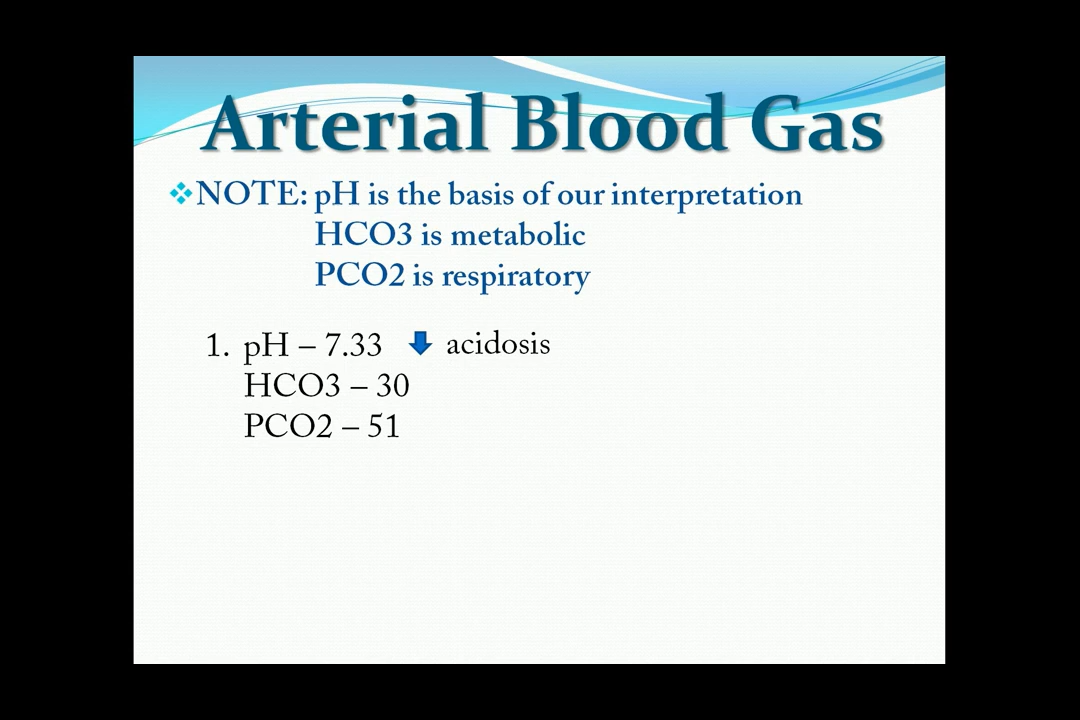 Arterial Blood Gas
NOTE: pH is the basis of our interpretation
HCO3 is metabolic
PCO2 is respiratory
1. pH – 7.33 acidosis
HCO3 – 30
PCO2 – 51